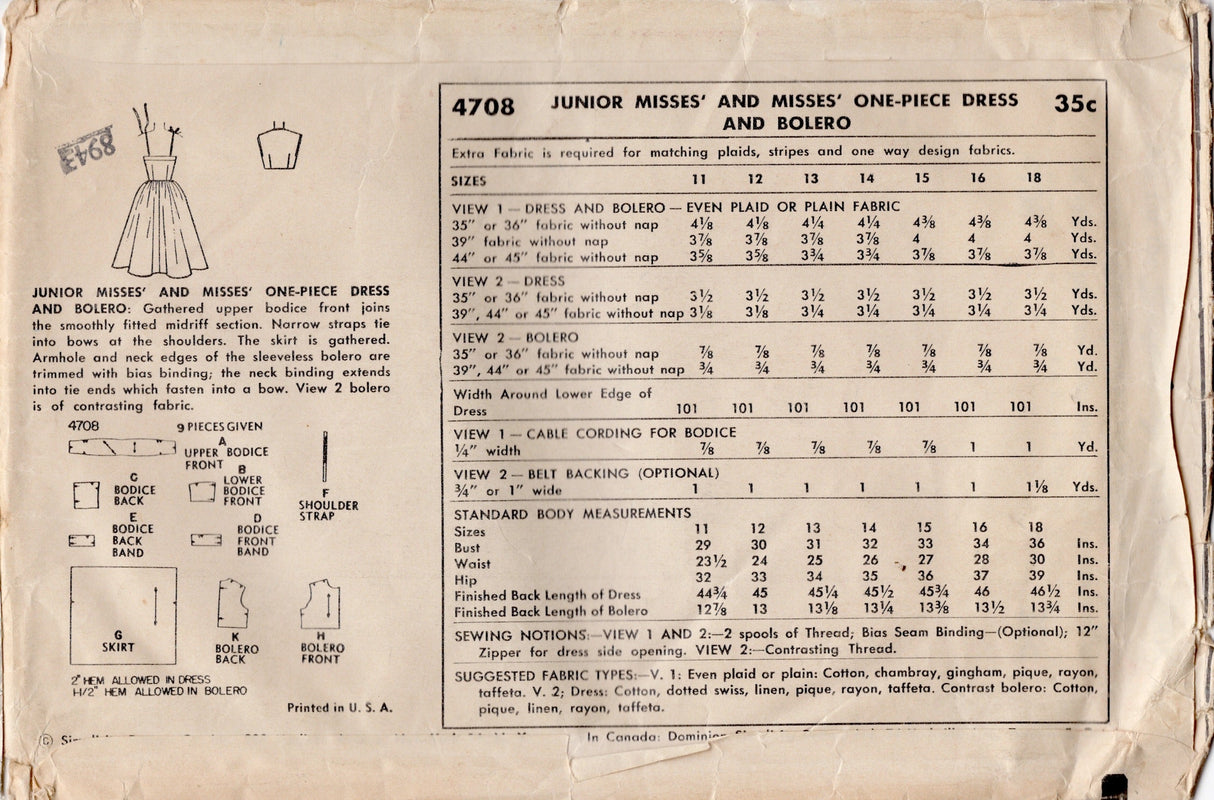 8943
JUNIOR MISSES' AND MISSES' ONE-PIECE DRESS
AND BOLERO: Gathered upper bodice front joins
the smoothly fitted midriff section. Narrow straps tie
into bows at the shoulders. The skirt is gathered.
Armhole and neck edges of the sleeveless bolero are
trimmed with bias binding; the neck binding extends
into tie ends which fasten into a bow. View 2 bolero
is of contrasting fabric.
4708 9 PIECES GIVEN
A
UPPER BODICE
FRONT
B
LOWER
BODICE
FRONT
C
BODICE
BACK
F
SHOULDER
STRAP
E
BODICE
BACK
BAND
D
BODICE
FRONT
BAND
G
SKIRT
K
BOLERO
BACK
H
BOLERO
FRONT
2" HEM ALLOWED IN DRESS
1-1/2" HEM ALLOWED IN BOLERO
Printed in U. S. A.
4708 JUNIOR MISSES' AND MISSES' ONE-PIECE DRESS 35c
AND BOLERO
Extra Fabric is required for matching plaids, stripes and one way design fabrics.
SIZES 11 12 13 14 15 16 18
VIEW 1 — DRESS AND BOLERO — EVEN PLAID OR PLAIN FABRIC
35" or 36" fabric without nap 4⅛ 4⅛ 4¼ 4¼ 4⅜ 4⅜ 4⅜ Yds.
39" fabric without nap 3⅞ 3⅞ 3⅞ 3⅞ 4 4 4 Yds.
44" or 45" fabric without nap 3⅝ 3⅝ 3¾ 3¾ 3⅞ 3⅞ 3⅞ Yds.
VIEW 2 — DRESS
35" or 36" fabric without nap 3½ 3½ 3½ 3½ 3½ 3½ 3½ Yds.
39", 44" or 45" fabric without nap 3⅛ 3⅛ 3¼ 3¼ 3¼ 3¼ 3¼ Yds.
VIEW 2 — BOLERO
35" or 36" fabric without nap ⅞ ⅞ ⅞ ⅞ ⅞ ⅞ ⅞ Yd.
39", 44" or 45" fabric without nap ¾ ¾ ¾ ¾ ¾ ¾ ¾ Yd.
Width Around Lower Edge of
Dress 101 101 101 101 101 101 101 Ins.
VIEW 1 — CABLE CORDING FOR BODICE
¼" width ⅞ ⅞ ⅞ ⅞ ⅞ 1 1 Yd.
VIEW 2 — BELT BACKING (OPTIONAL)
¾" or 1" wide 1 1 1 1 1 1 1⅛ Yds.
STANDARD BODY MEASUREMENTS
Sizes 11 12 13 14 15 16 18
Bust 29 30 31 32 33 34 36 Ins.
Waist 23½ 24 25 26 27 28 30 Ins.
Hip 32 33 34 35 36 37 39 Ins.
Finished Back Length of Dress 44¾ 45 45¼ 45½ 45¾ 46 46½ Ins.
Finished Back Length of Bolero 12⅞ 13 13⅛ 13¼ 13⅜ 13½ 13¾ Ins.
SEWING NOTIONS:—VIEW 1 AND 2:—2 spools of Thread; Bias Seam Binding—(Optional); 12"
Zipper for dress side opening. VIEW 2:—Contrasting Thread.
SUGGESTED FABRIC TYPES:—V. 1: Even plaid or plain: Cotton, chambray, gingham, pique, rayon,
taffeta. V. 2; Dress: Cotton, dotted swiss, linen, pique, rayon, taffeta. Contrast bolero: Cotton,
pique, linen, rayon, taffeta.
In Canada: Dominion